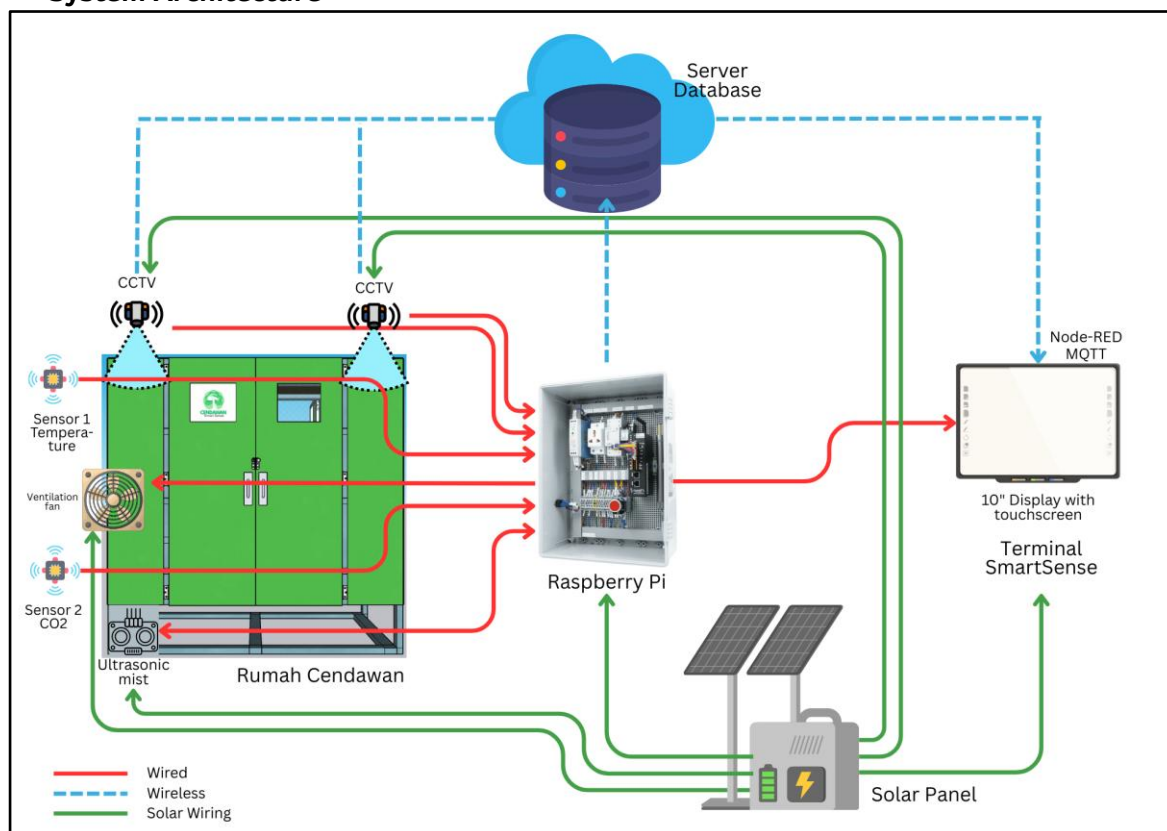 System Architecture
Server
Database
CCTV
CCTV
Node-RED
MQTT
Sensor 1
Tempera-
ture
CENDAWAN
Ventilation
fan
10" Display with
touchscreen
Terminal
SmartSense
Raspberry Pi
Sensor 2
CO2
Ultrasonic
mist
Rumah Cendawan
Wired
Wireless
Solar Wiring
Solar Panel